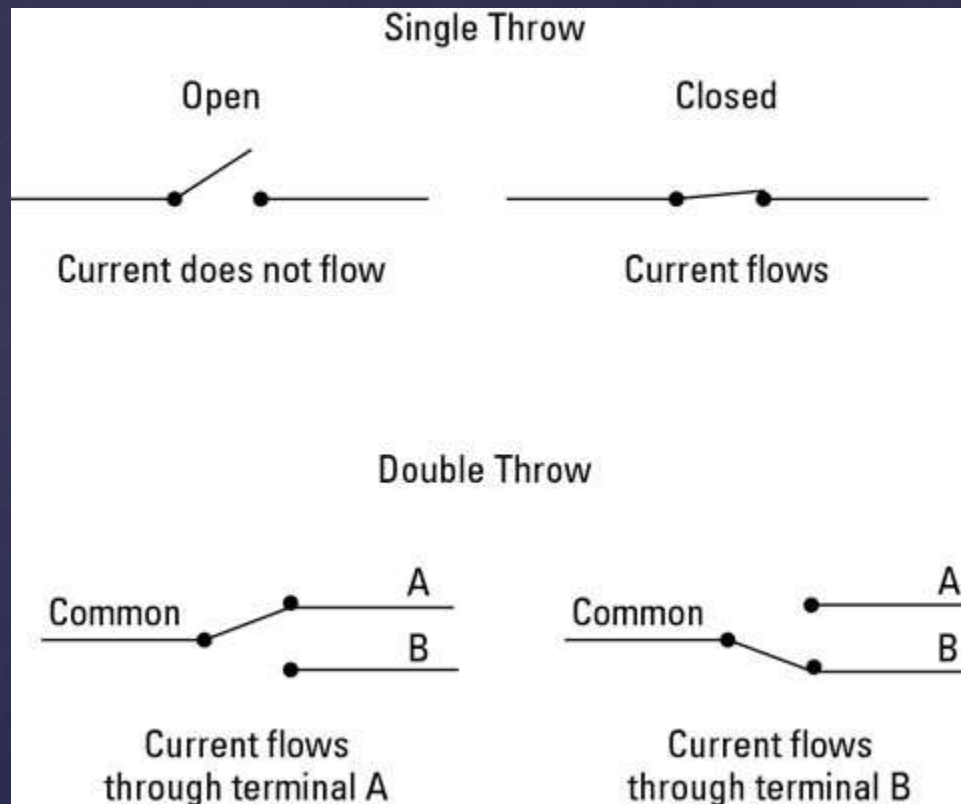 Single Throw
Open
Closed
Current does not flow
Current flows
Double Throw
Common
A
B
Common
A
B
Current flows
through terminal A
Current flows
through terminal B